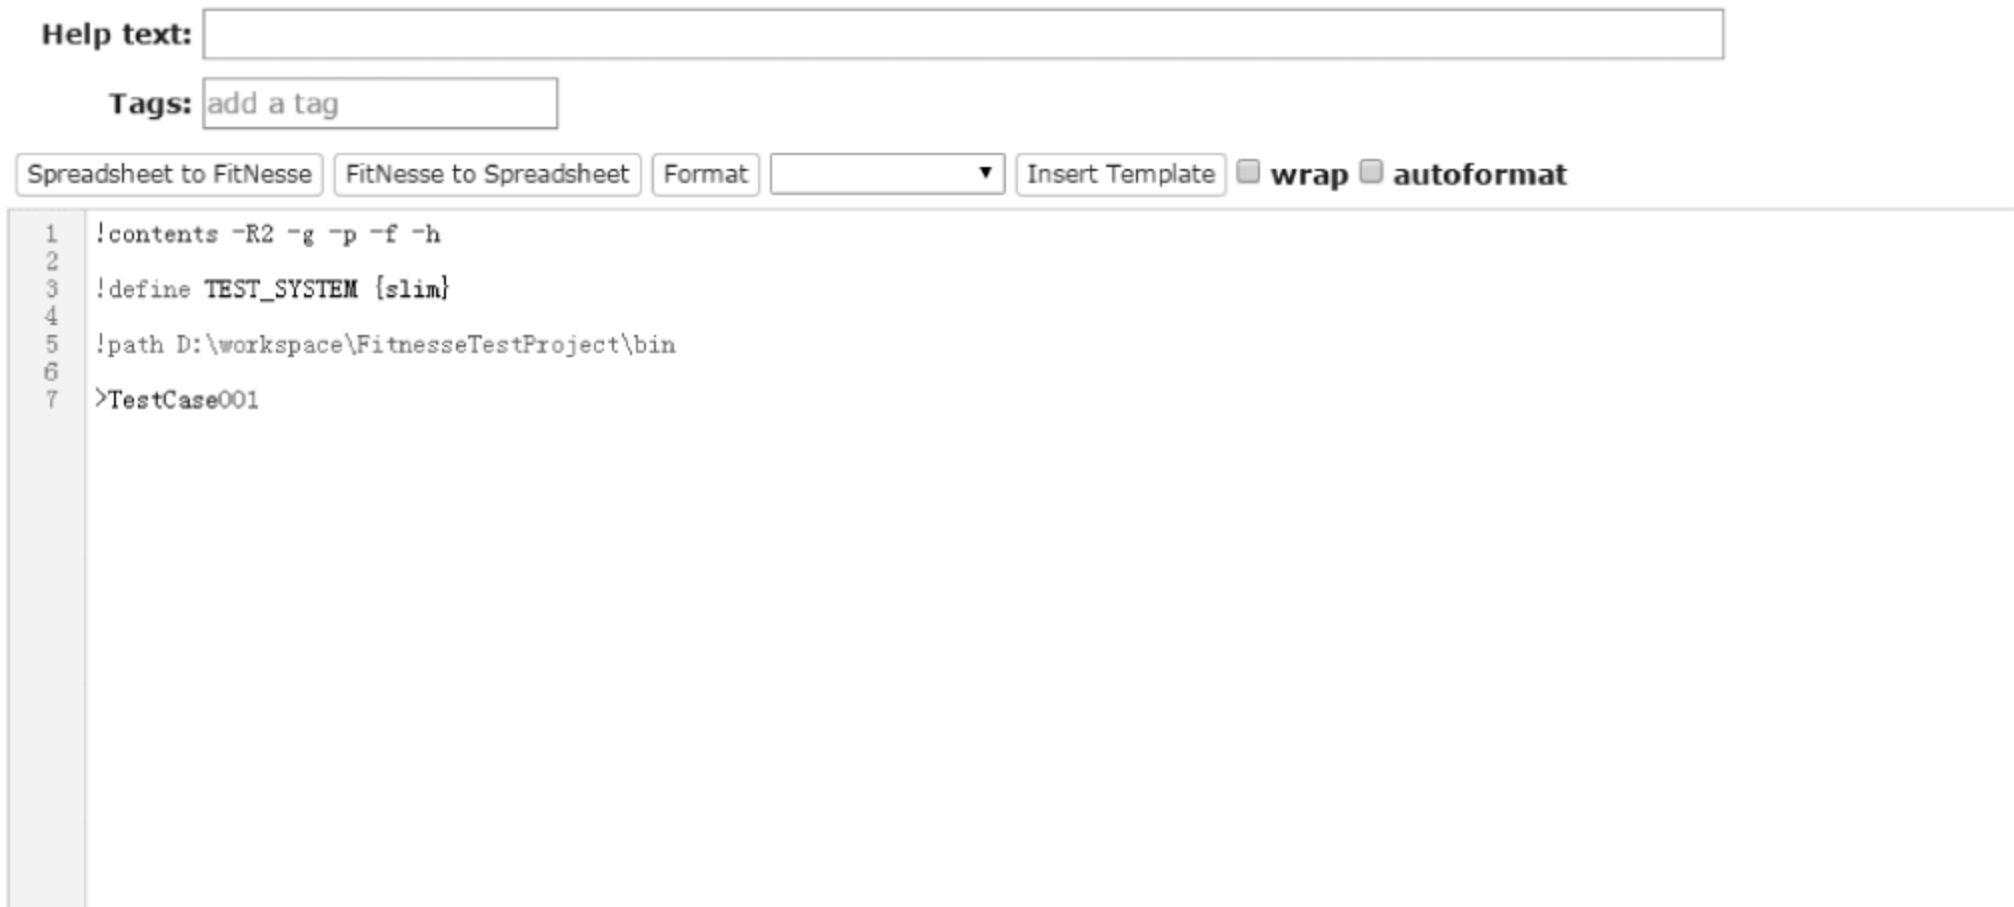 Help text:
Tags: add a tag
Spreadsheet to FitNesse FitNesse to Spreadsheet Format Insert Template wrap autoformat
1 !contents -R2 -g -p -f -h
2
3 !define TEST_SYSTEM {slim}
4
5 !path D:\workspace\FitnesseTestProject\bin
6
7 >TestCase001